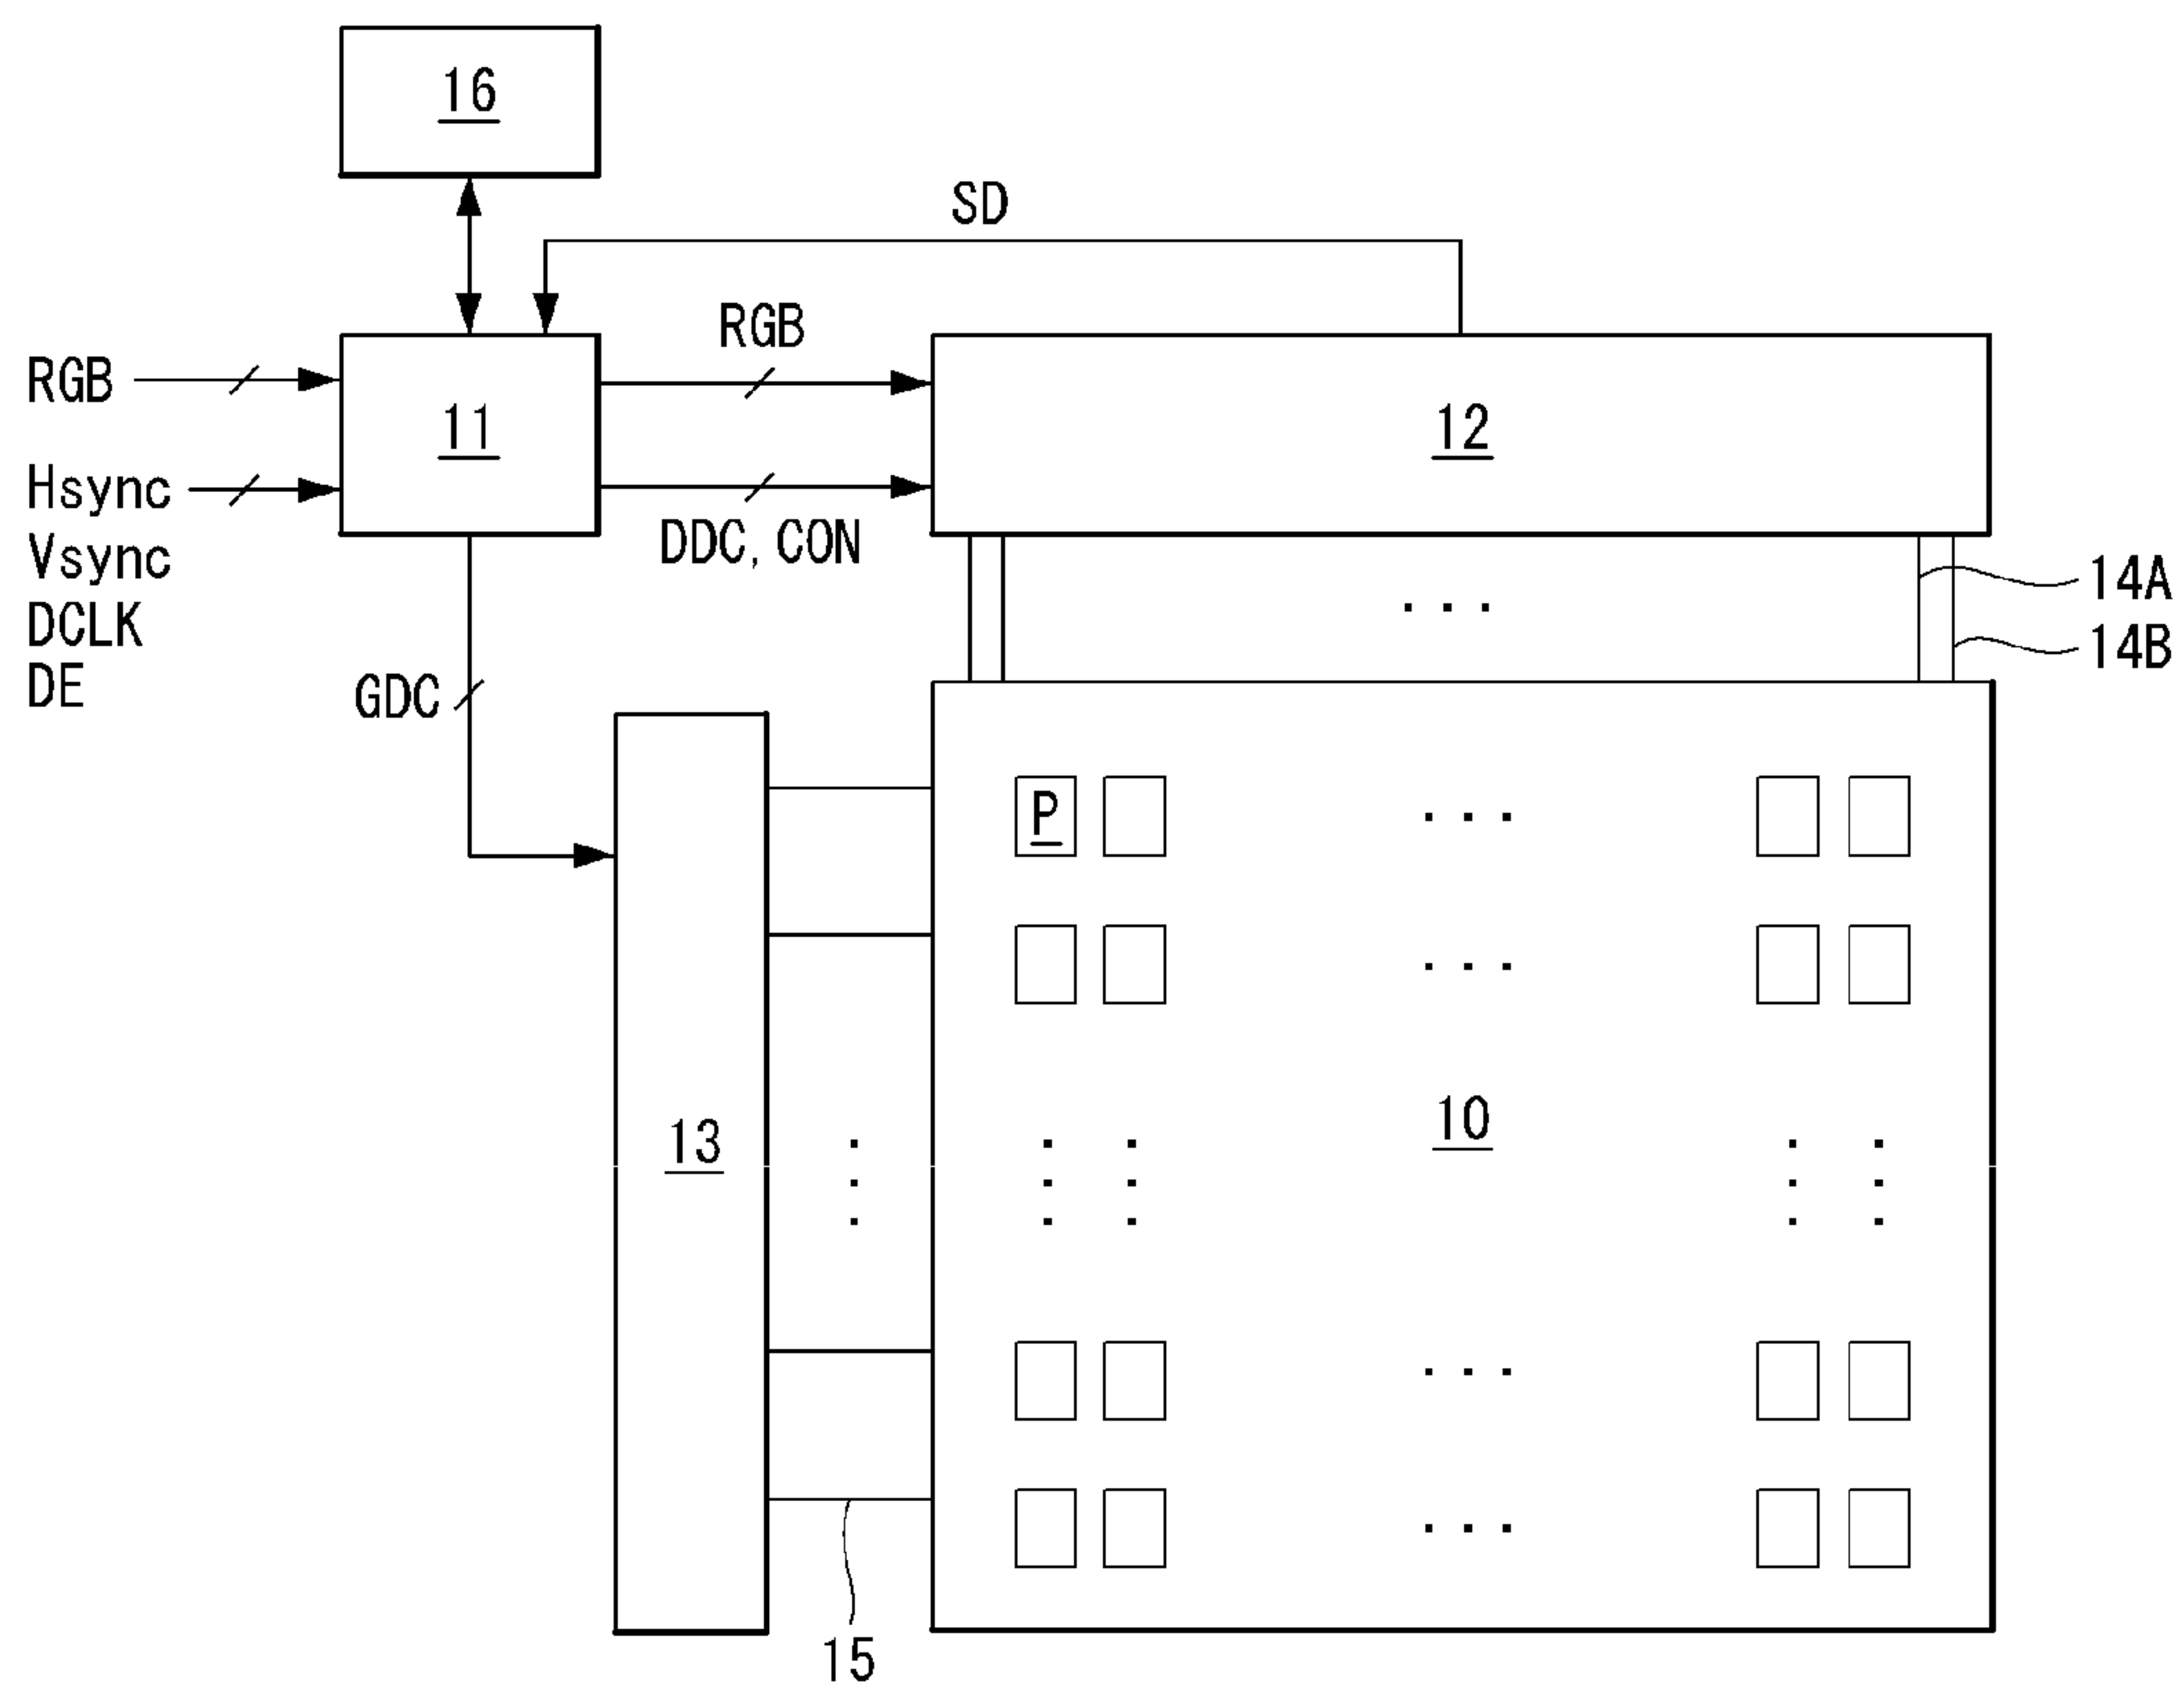 16
SD
RGB
RGB
11
12
Hsync
DDC, CON
Vsync
14A
DCLK
14B
DE
GDC
P
10
13
15